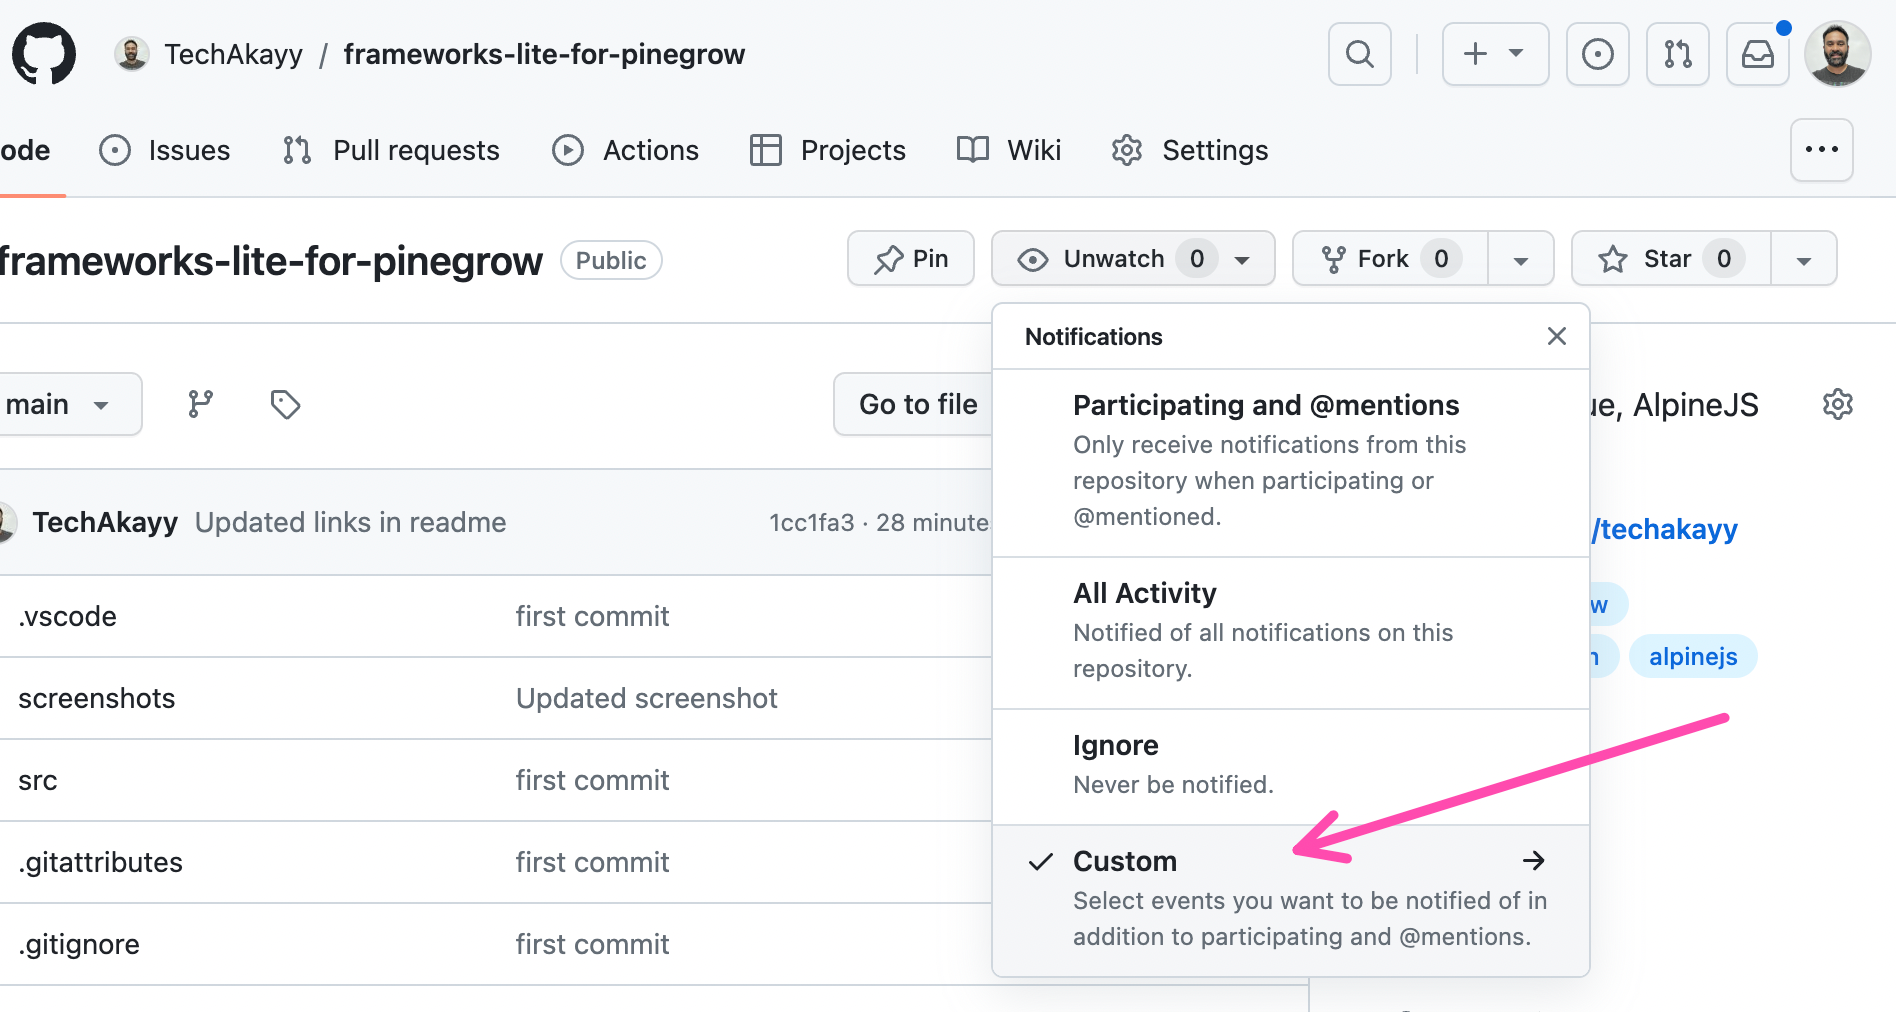 TechAkayy / frameworks-lite-for-pinegrow
ode Issues Pull requests Actions Projects Wiki Settings
frameworks-lite-for-pinegrow Public Pin Unwatch 0 Fork 0 Star 0
main Go to file
Notifications
Participating and @mentions
Only receive notifications from this
repository when participating or
@mentioned.
All Activity
Notified of all notifications on this
repository.
Ignore
Never be notified.
Custom
Select events you want to be notified of in
addition to participating and @mentions.
ue, AlpineJS
/techakayy
w
n alpinejs
TechAkayy Updated links in readme 1cc1fa3 · 28 minute
.vscode first commit
screenshots Updated screenshot
src first commit
.gitattributes first commit
.gitignore first commit